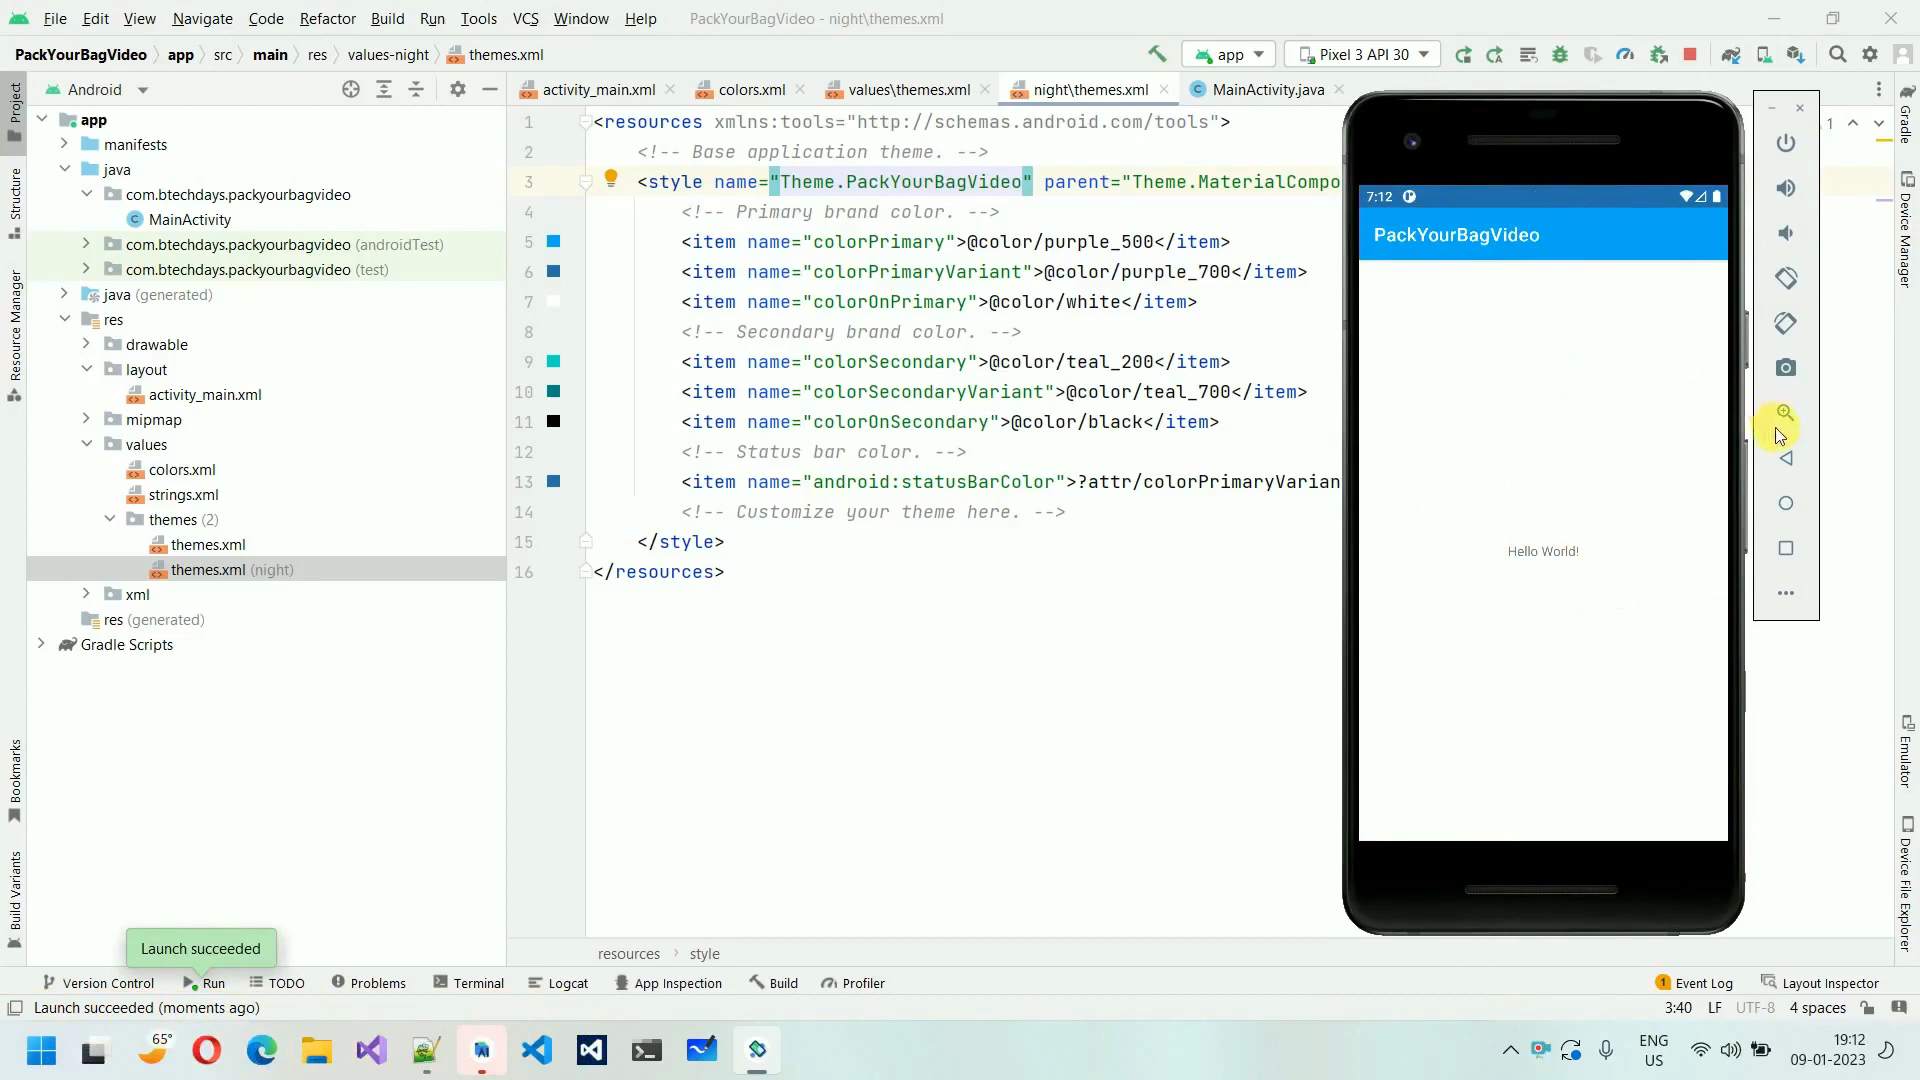 File Edit View Navigate Code Refactor Build Run Tools VCS Window Help PackYourBagVideo - night\themes.xml
PackYourBagVideo app src main res values-night themes.xml app Pixel 3 API 30
Android activity_main.xml colors.xml values\themes.xml night\themes.xml MainActivity.java
Project
Structure
Resource Manager
Bookmarks
Build Variants
app
manifests
java
com.btechdays.packyourbagvideo
MainActivity
com.btechdays.packyourbagvideo (androidTest)
com.btechdays.packyourbagvideo (test)
java (generated)
res
drawable
layout
activity_main.xml
mipmap
values
colors.xml
strings.xml
themes (2)
themes.xml
themes.xml (night)
xml
res (generated)
Gradle Scripts
1 <resources xmlns:tools="http://schemas.android.com/tools"> 1
2 <!-- Base application theme. -->
3 <style name="Theme.PackYourBagVideo" parent="Theme.MaterialCompo
4 <!-- Primary brand color. -->
5 <item name="colorPrimary">@color/purple_500</item>
6 <item name="colorPrimaryVariant">@color/purple_700</item>
7 <item name="colorOnPrimary">@color/white</item>
8 <!-- Secondary brand color. -->
9 <item name="colorSecondary">@color/teal_200</item>
10 <item name="colorSecondaryVariant">@color/teal_700</item>
11 <item name="colorOnSecondary">@color/black</item>
12 <!-- Status bar color. -->
13 <item name="android:statusBarColor">?attr/colorPrimaryVarian
14 <!-- Customize your theme here. -->
15 </style>
16 </resources>
7:12
PackYourBagVideo
Hello World!
Gradle
Device Manager
Emulator
Device File Explorer
resources style
Launch succeeded
Version Control Run TODO Problems Terminal Logcat App Inspection Build Profiler 1 Event Log Layout Inspector
Launch succeeded (moments ago) 3:40 LF UTF-8 4 spaces
65°
ENG
US
19:12
09-01-2023